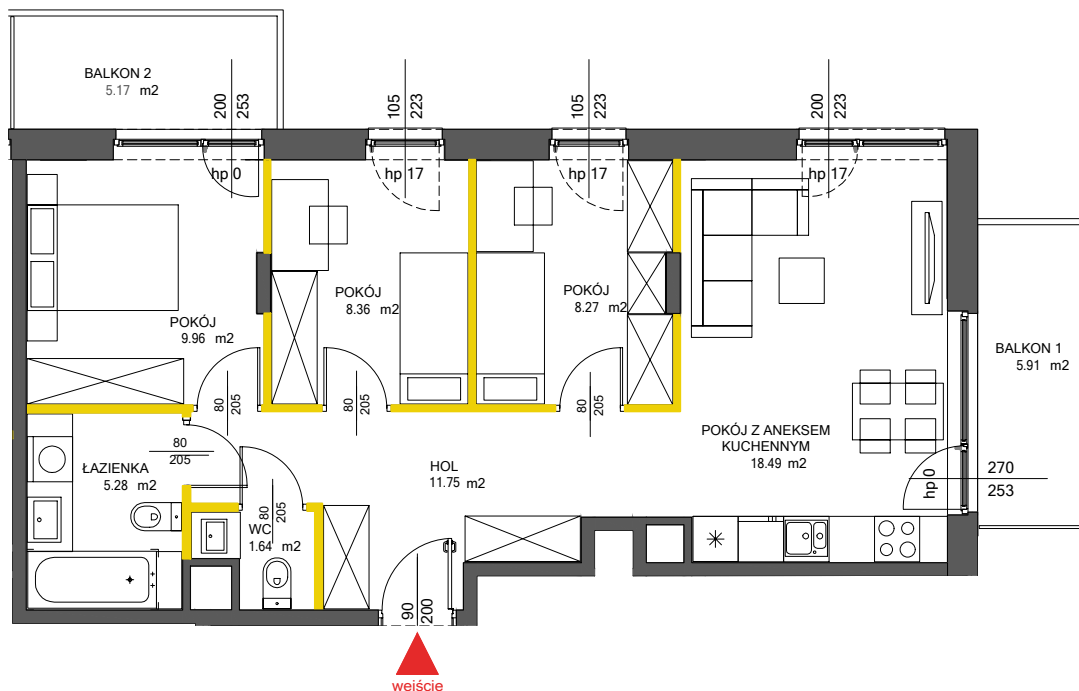 BALKON 2
5.17 m2
200
253
105
223
105
223
200
223
hp 0
hp 17
hp 17
hp 17
POKÓJ
9.96 m2
POKÓJ
8.36 m2
POKÓJ
8.27 m2
BALKON 1
5.91 m2
80
205
80
205
80
205
80
205
ŁAZIENKA
5.28 m2
HOL
11.75 m2
POKÓJ Z ANEKSEM
KUCHENNYM
18.49 m2
hp 0
270
253
80
205
WC
1.64 m2
90
200
weiście